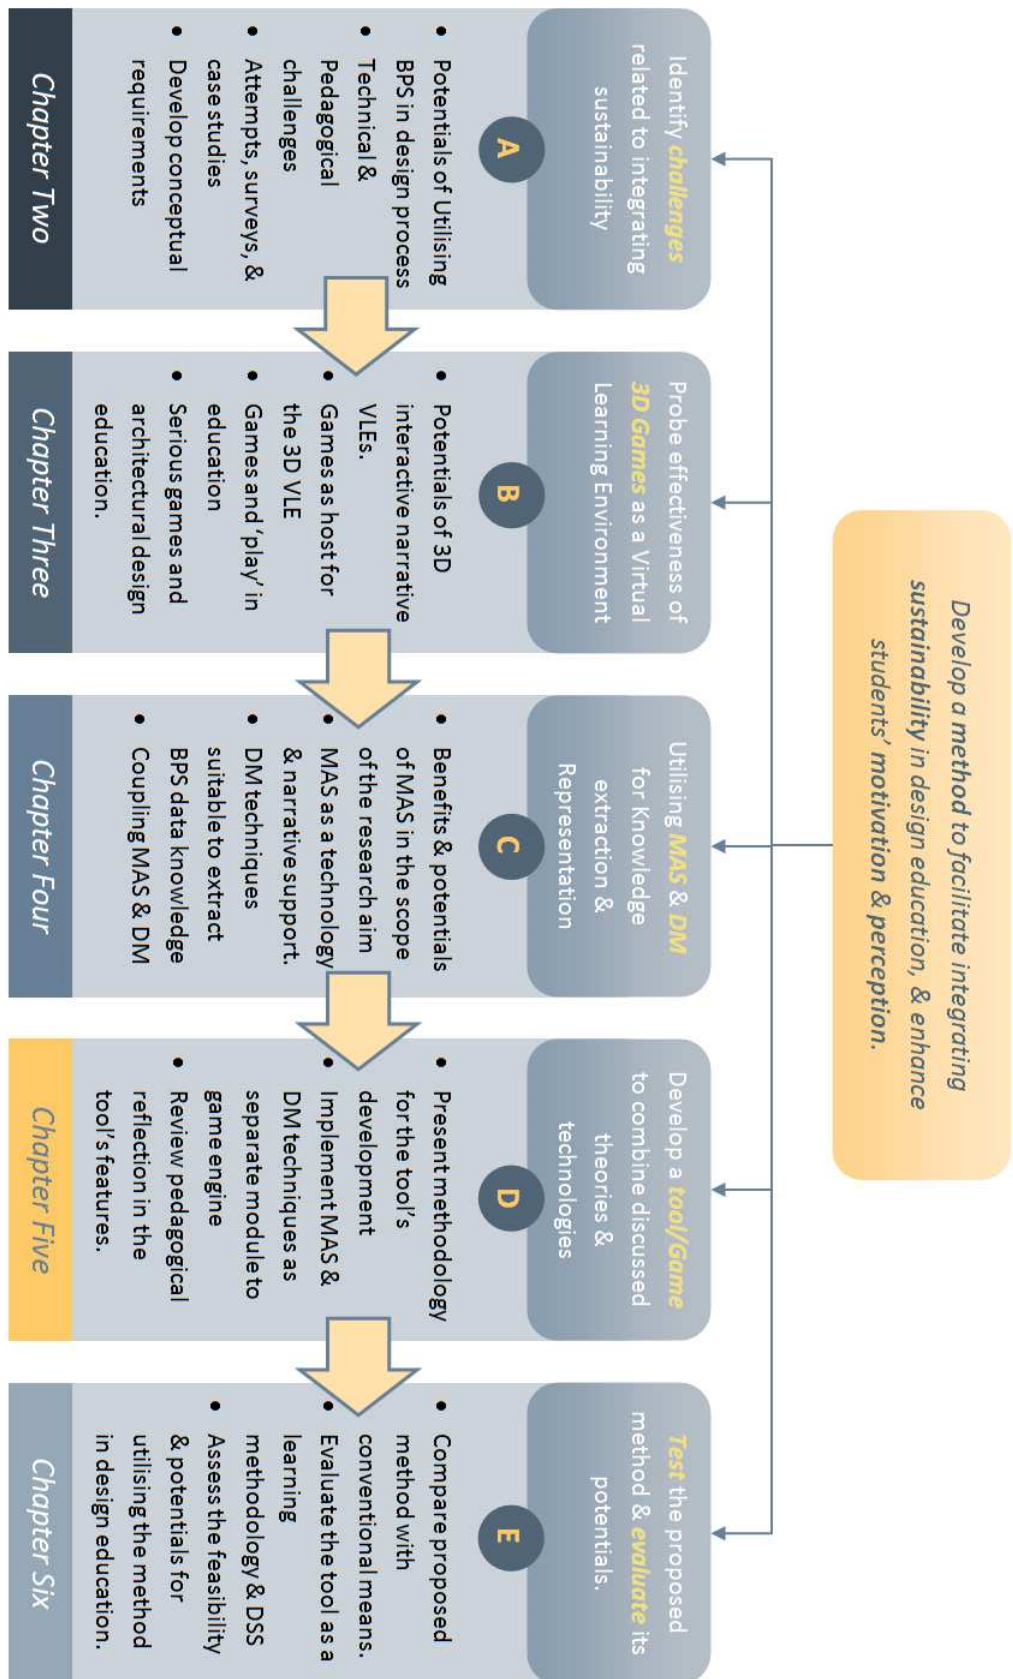 Develop a method to facilitate integrating
sustainability in design education, & enhance
students' motivation & perception.
Identify challenges
related to integrating
sustainability
A
• Potentials of Utilising
BPS in design process
• Technical &
Pedagogical
challenges
• Attempts, surveys, &
case studies
• Develop conceptual
requirements
Chapter Two
Probe effectiveness of
3D Games as a Virtual
Learning Environment
B
• Potentials of 3D
interactive narrative
VLEs.
• Games as host for
the 3D VLE
• Games and 'play' in
education
• Serious games and
architectural design
education.
Chapter Three
Utilising MAS & DM
for Knowledge
extraction &
Representation
C
• Benefits & potentials
of MAS in the scope
of the research aim
• MAS as a technology
& narrative support.
• DM techniques
suitable to extract
BPS data knowledge
• Coupling MAS & DM
Chapter Four
Develop a tool/Game
to combine discussed
theories &
technologies
D
• Present methodology
for the tool's
development
• Implement MAS &
DM techniques as
separate module to
game engine
• Review pedagogical
reflection in the
tool's features.
Chapter Five
Test the proposed
method & evaluate its
potentials.
E
• Compare proposed
method with
conventional means.
• Evaluate the tool as a
learning
methodology & DSS
• Assess the feasibility
& potentials for
utilising the method
in design education.
Chapter Six